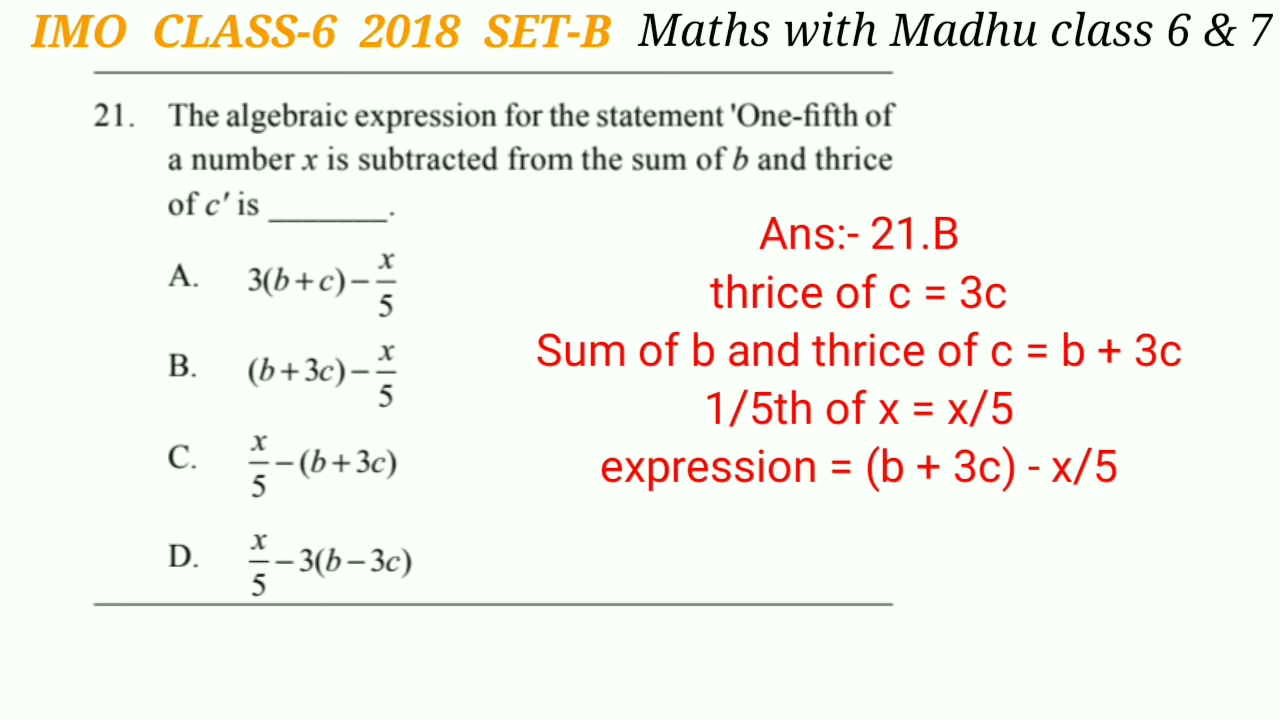 IMO CLASS-6 2018 SET-B Maths with Madhu class 6 & 7
21. The algebraic expression for the statement 'One-fifth of
a number x is subtracted from the sum of b and thrice
of c' is _______.
A. 3(b+c)−x/5
B. (b+3c)−x/5
C. x/5−(b+3c)
D. x/5−3(b−3c)
Ans:- 21.B
thrice of c = 3c
Sum of b and thrice of c = b + 3c
1/5th of x = x/5
expression = (b + 3c) - x/5